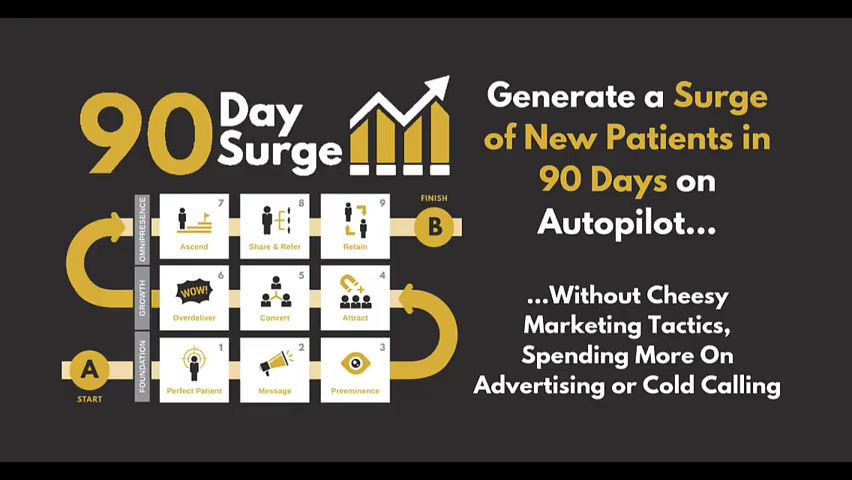 90 Day
Surge
Generate a Surge
of New Patients in
90 Days on
Autopilot...
...Without Cheesy
Marketing Tactics,
Spending More On
Advertising or Cold Calling
OMNIPRESENCE
7
Ascend
8
Share & Refer
9
Retain
FINISH
B
GROWTH
6
WOW!
Overdeliver
5
Convert
4
Attract
A
START
FOUNDATION
1
Perfect Patient
2
Message
3
Preeminence